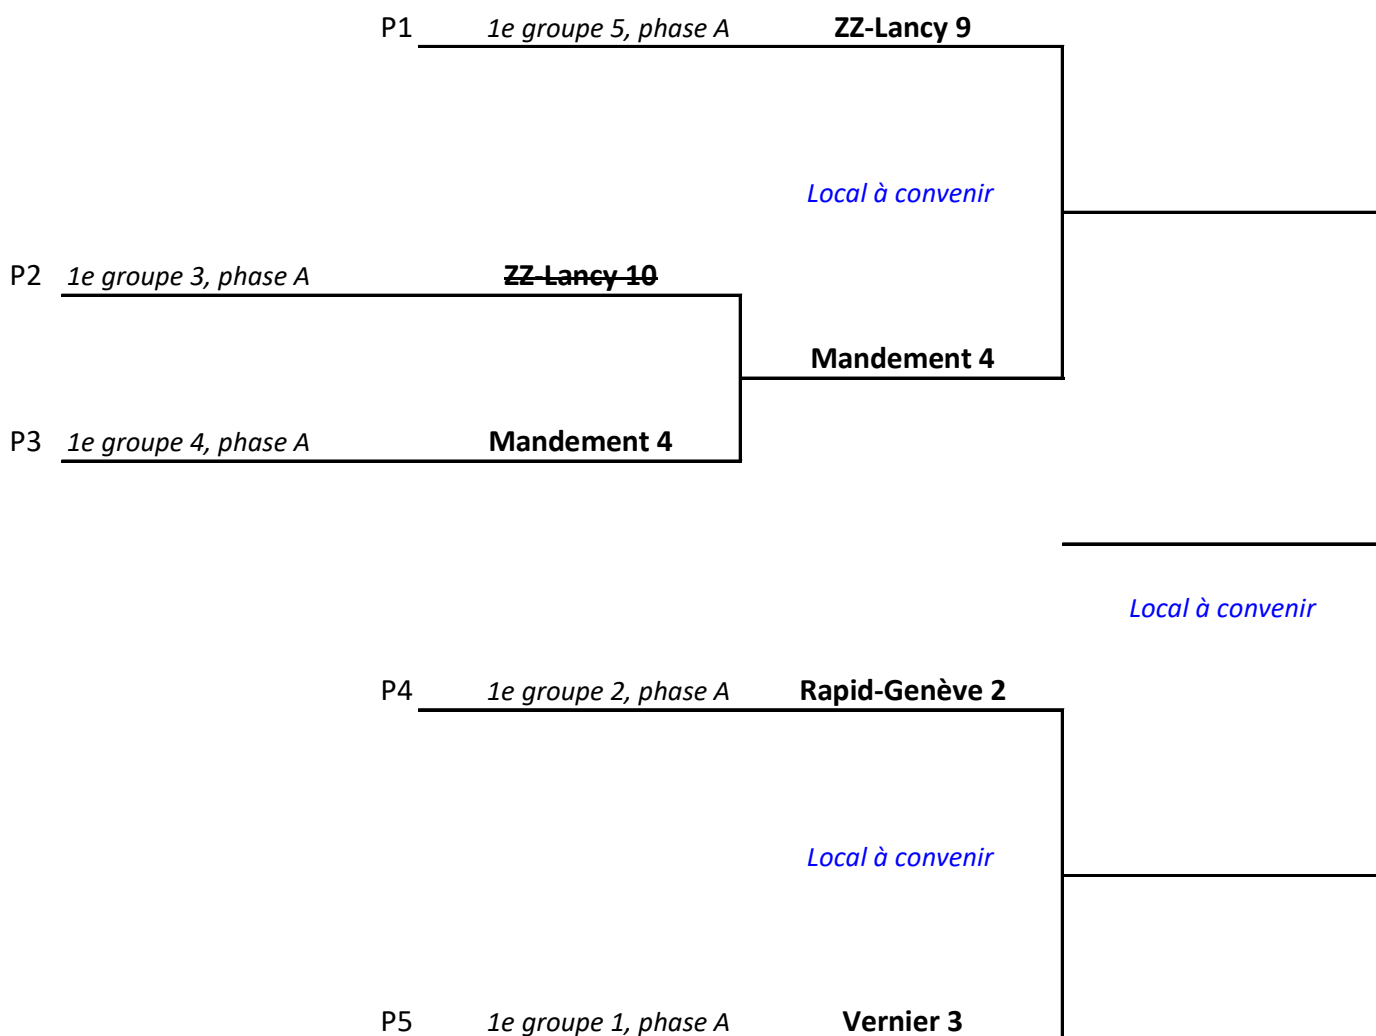 P1 1e groupe 5, phase A ZZ-Lancy 9
Local à convenir
P2 1e groupe 3, phase A ZZ-Lancy 10
Mandement 4
P3 1e groupe 4, phase A Mandement 4
Local à convenir
P4 1e groupe 2, phase A Rapid-Genève 2
Local à convenir
P5 1e groupe 1, phase A Vernier 3